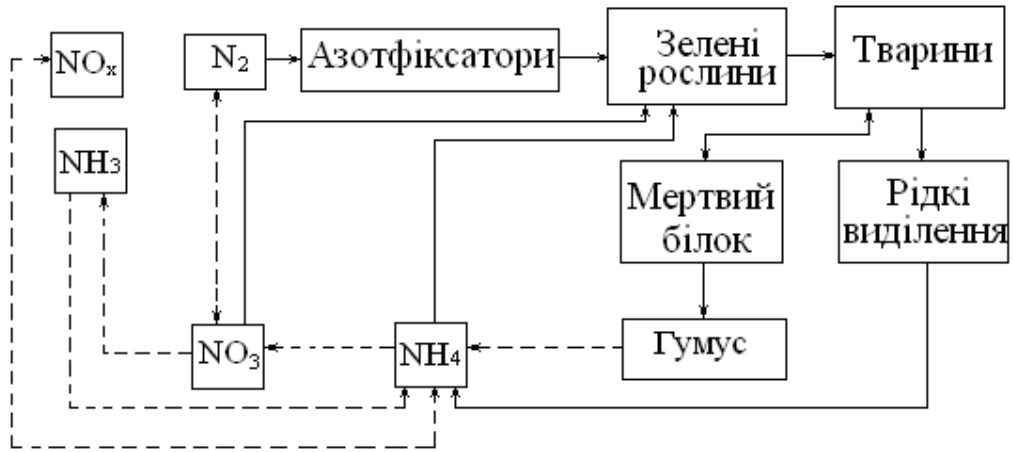 NOₓ
N₂
Азотфіксатори
Зелені
рослини
Тварини
NH₃
Мертвий
білок
Рідкі
виділення
NO₃
NH₄
Гумус